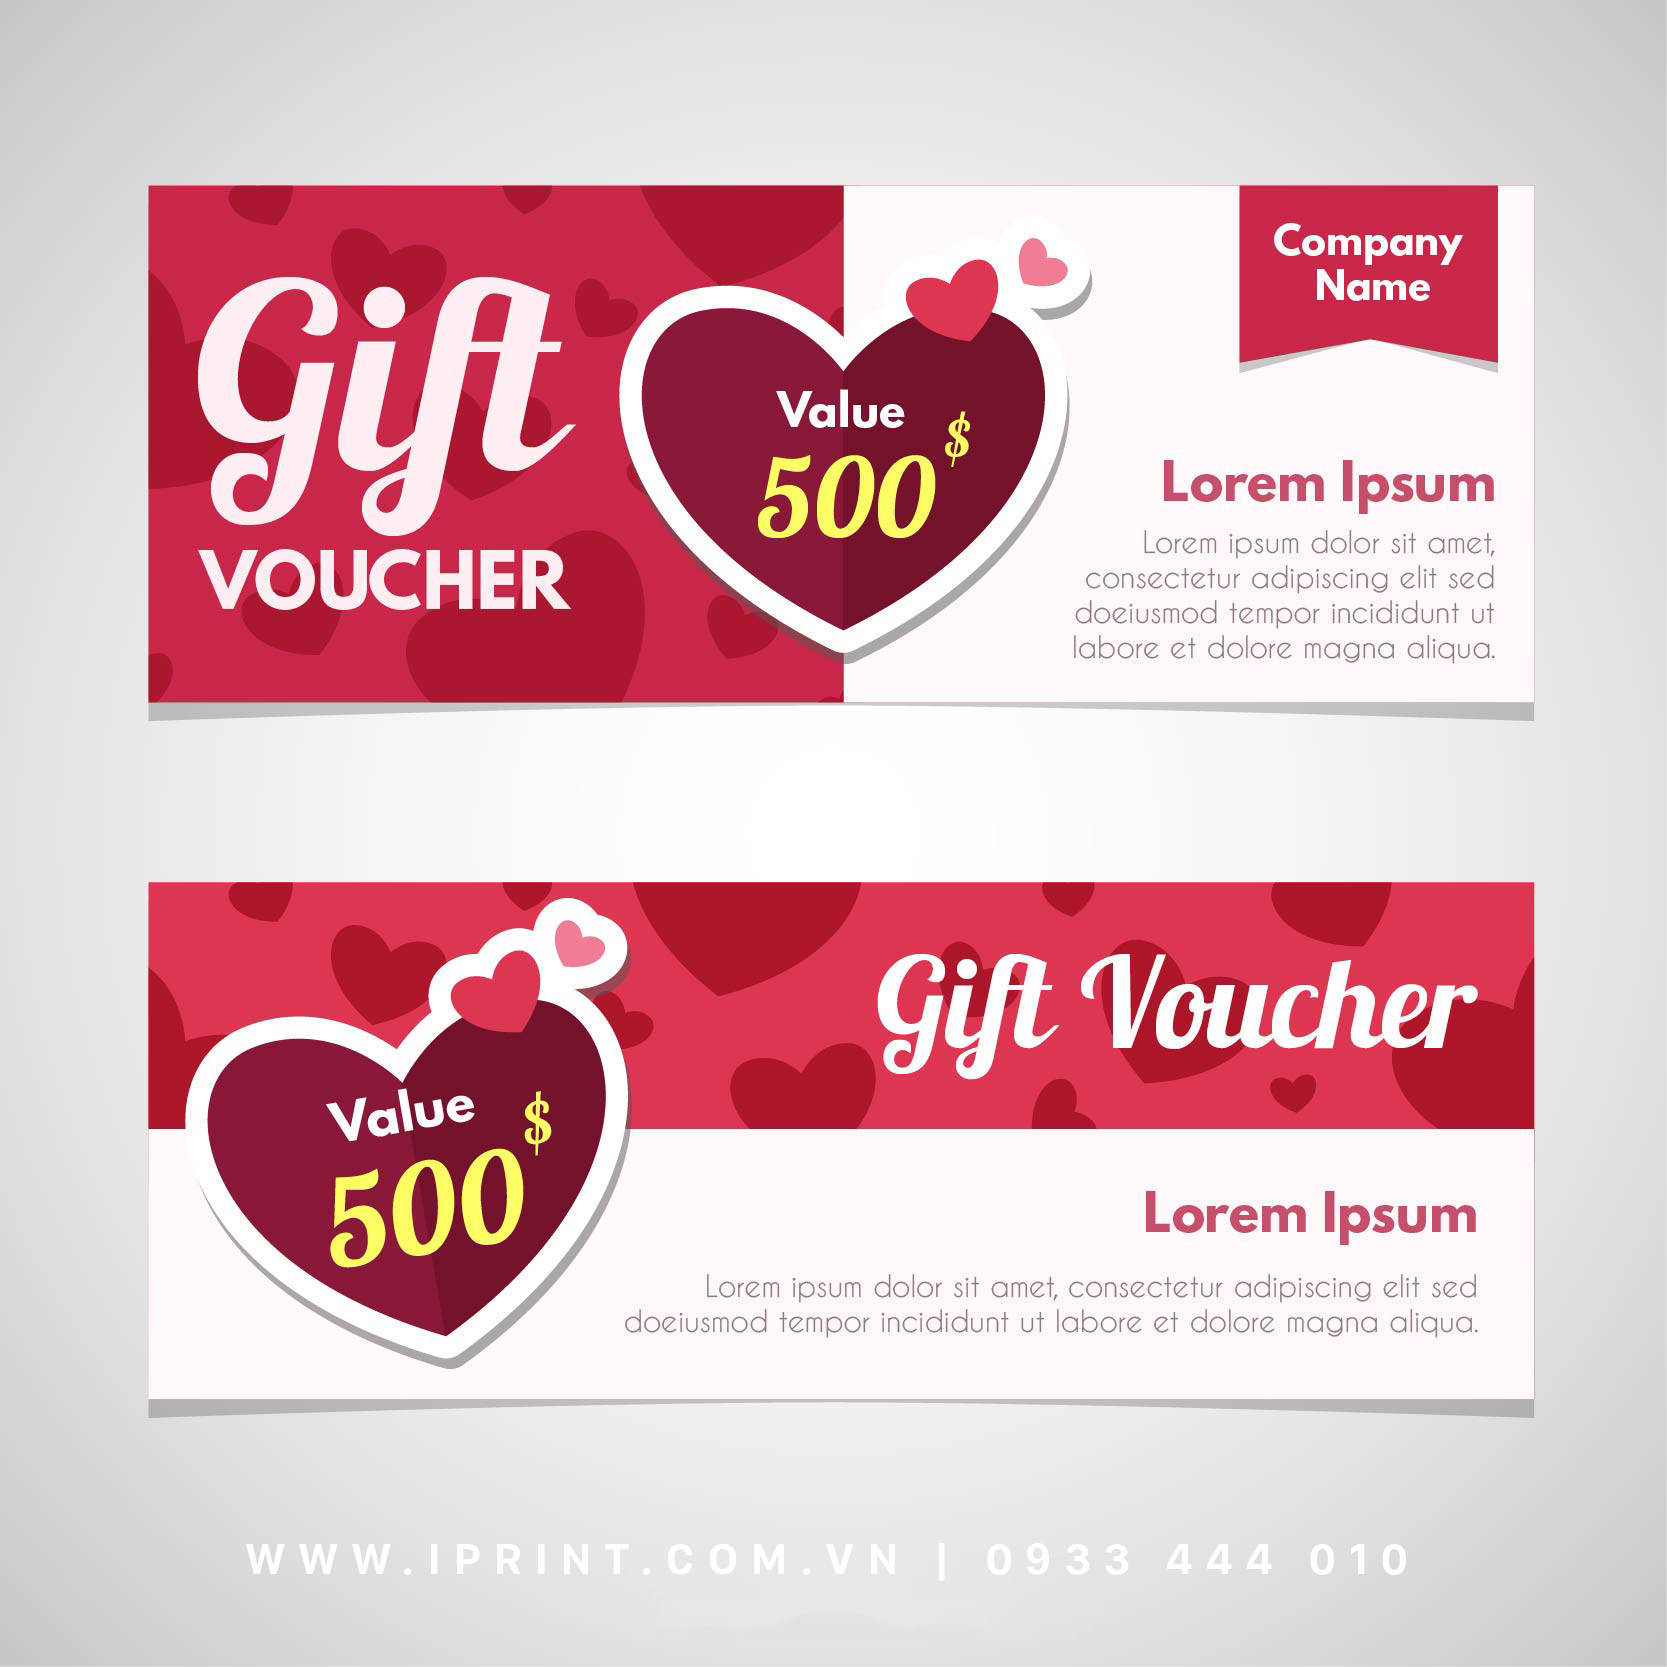 Gift
VOUCHER
Value
500$
Company
Name
Lorem Ipsum
Lorem ipsum dolor sit amet,
consectetur adipiscing elit sed
doeiusmod tempor incididunt ut
labore et dolore magna aliqua.
Gift Voucher
Value
500$
Lorem Ipsum
Lorem ipsum dolor sit amet, consectetur adipiscing elit sed
doeiusmod tempor incididunt ut labore et dolore magna aliqua.
WWW.IPRINT.COM.VN | 0933 444 010